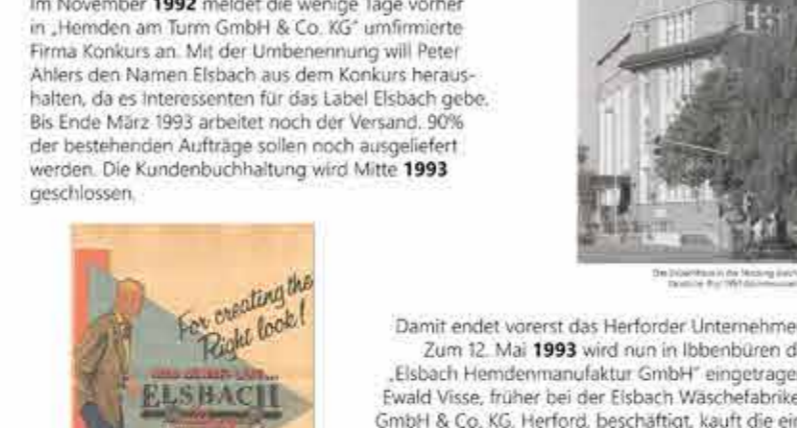 Im November 1992 meldet die wenige Tage vorher
in „Hemden am Turm GmbH & Co. KG“ umfirmierte
Firma Konkurs an. Mit der Umbenennung will Peter
Ahlers den Namen Elsbach aus dem Konkurs heraus-
halten, da es Interessenten für das Label Elsbach gebe.
Bis Ende März 1993 arbeitet noch der Versand. 90%
der bestehenden Aufträge sollen noch ausgeliefert
werden. Die Kundenbuchhaltung wird Mitte 1993
geschlossen.
For creating the
Right look!
ELSBACH
Damit endet vorerst das Herforder Unternehme
Zum 12. Mai 1993 wird nun in Ibbenbüren d
„Elsbach Hemdenmanufaktur GmbH“ eingetrage
Ewald Visse, früher bei der Elsbach Wäschefabrike
GmbH & Co. KG, Herford, beschäftigt, kauft die ein